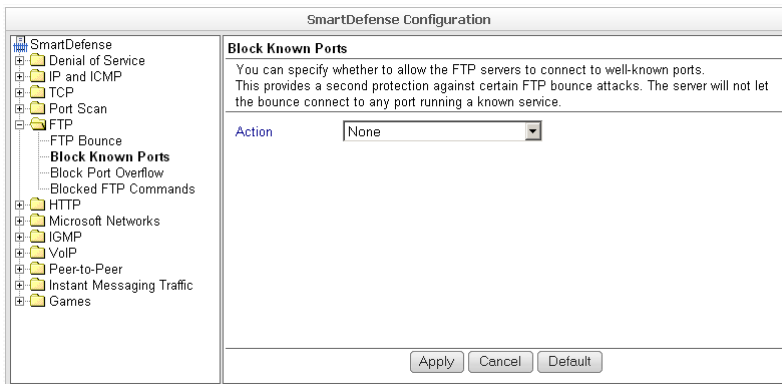 SmartDefense Configuration
SmartDefense
Denial of Service
IP and ICMP
TCP
Port Scan
FTP
FTP Bounce
Block Known Ports
Block Port Overflow
Blocked FTP Commands
HTTP
Microsoft Networks
IGMP
VoIP
Peer-to-Peer
Instant Messaging Traffic
Games
Block Known Ports
You can specify whether to allow the FTP servers to connect to well-known ports.
This provides a second protection against certain FTP bounce attacks. The server will not let
the bounce connect to any port running a known service.
Action None
Apply Cancel Default